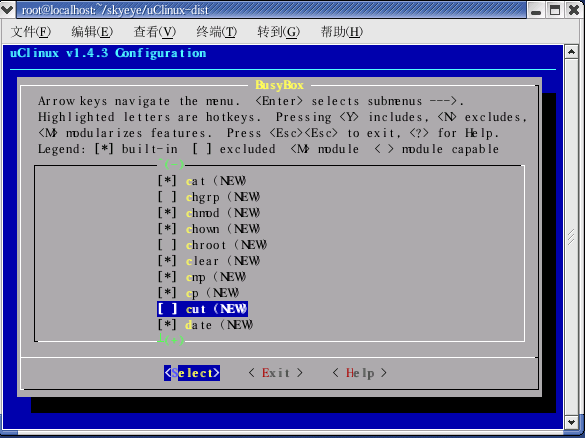 root@localhost:~/skyeye/uClinux-dist
文件(F) 编辑(E) 查看(V) 终端(T) 转到(G) 帮助(H)
uClinux v1.4.3 Configuration
BusyBox
Arrow keys navigate the menu. <Enter> selects submenus --->.
Highlighted letters are hotkeys. Pressing <Y> includes, <N> excludes,
<M> modularizes features. Press <Esc><Esc> to exit, <?> for Help.
Legend: [*] built-in [ ] excluded <M> module < > module capable
^(-)
[*] cat (NEW)
[ ] chgrp (NEW)
[*] chmod (NEW)
[*] chown (NEW)
[ ] chroot (NEW)
[*] clear (NEW)
[*] cmp (NEW)
[*] cp (NEW)
[ ] cut (NEW)
[*] date (NEW)
(+)
<Select> < Exit > < Help >